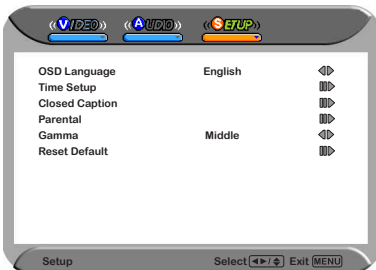 VIDEO AUDIO SETUP
OSD Language English
Time Setup
Closed Caption
Parental
Gamma Middle
Reset Default
Setup Select ◄►/◆ Exit MENU